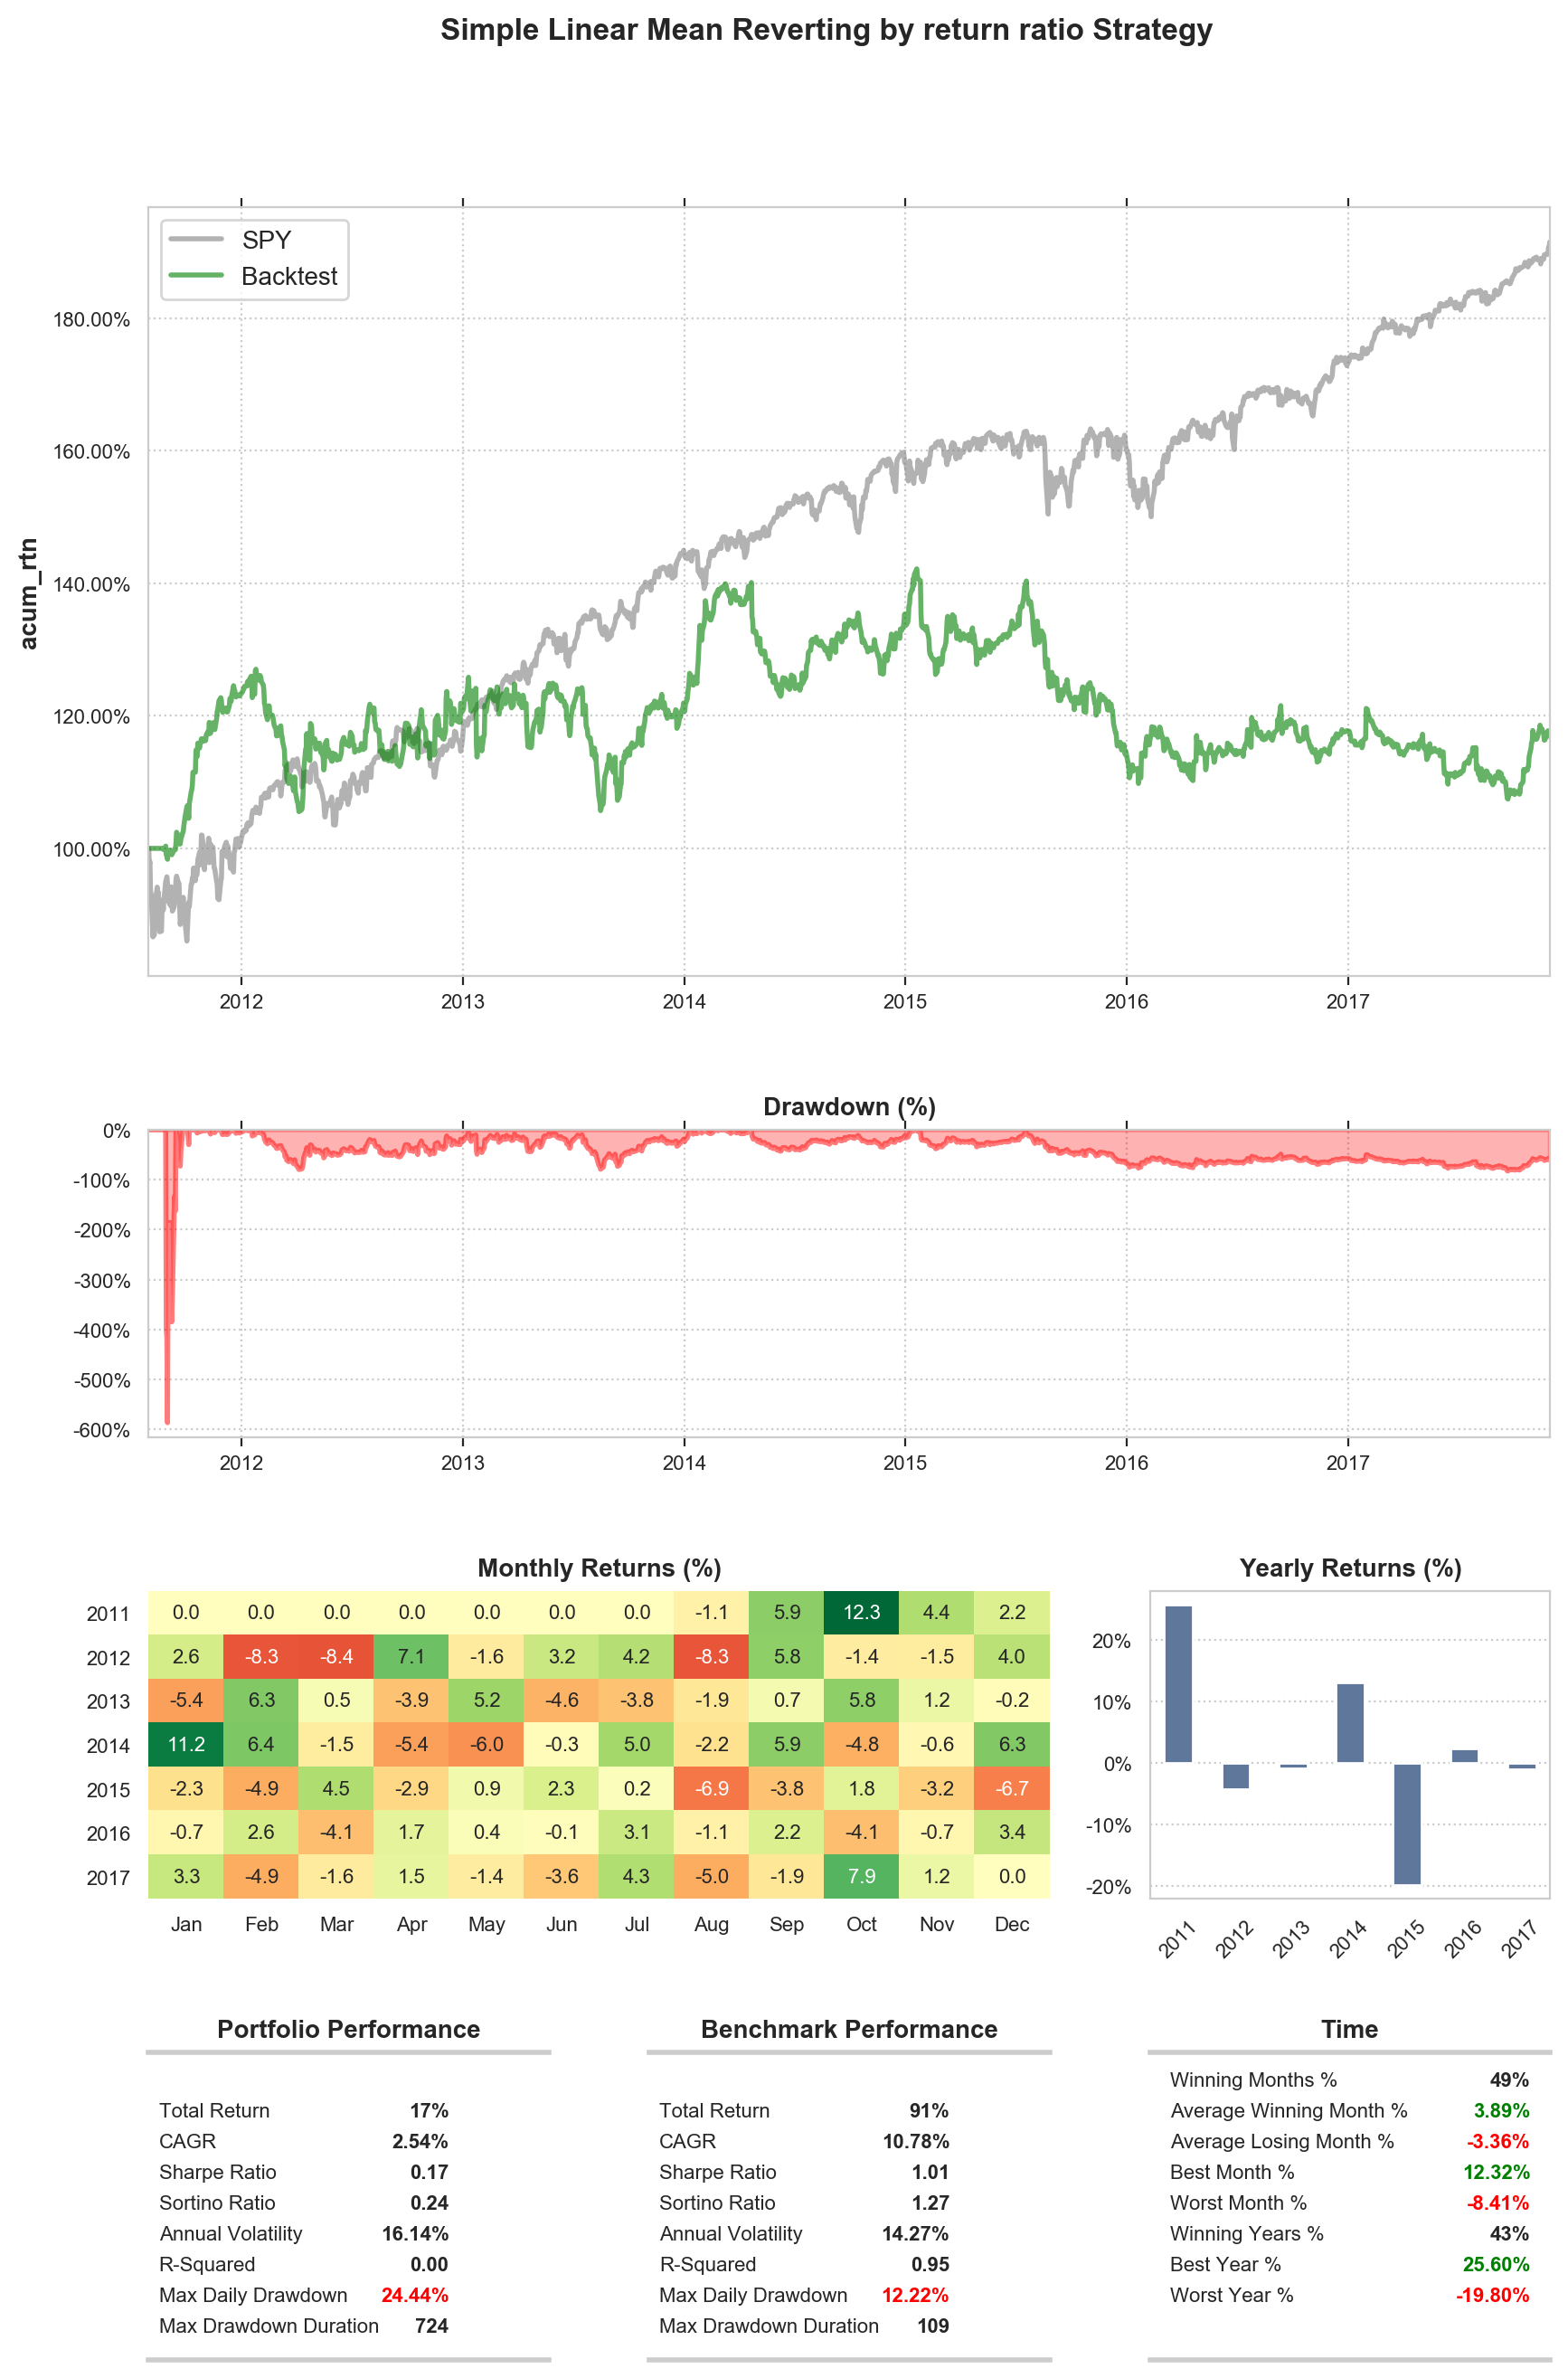 Simple Linear Mean Reverting by return ratio Strategy
SPY
Backtest
acum_rtn
180.00%
160.00%
140.00%
120.00%
100.00%
2012 2013 2014 2015 2016 2017
Drawdown (%)
0%
-100%
-200%
-300%
-400%
-500%
-600%
2012 2013 2014 2015 2016 2017
Monthly Returns (%)
2011 0.0 0.0 0.0 0.0 0.0 0.0 0.0 -1.1 5.9 12.3 4.4 2.2
2012 2.6 -8.3 -8.4 7.1 -1.6 3.2 4.2 -8.3 5.8 -1.4 -1.5 4.0
2013 -5.4 6.3 0.5 -3.9 5.2 -4.6 -3.8 -1.9 0.7 5.8 1.2 -0.2
2014 11.2 6.4 -1.5 -5.4 -6.0 -0.3 5.0 -2.2 5.9 -4.8 -0.6 6.3
2015 -2.3 -4.9 4.5 -2.9 0.9 2.3 0.2 -6.9 -3.8 1.8 -3.2 -6.7
2016 -0.7 2.6 -4.1 1.7 0.4 -0.1 3.1 -1.1 2.2 -4.1 -0.7 3.4
2017 3.3 -4.9 -1.6 1.5 -1.4 -3.6 4.3 -5.0 -1.9 7.9 1.2 0.0
Jan Feb Mar Apr May Jun Jul Aug Sep Oct Nov Dec
Yearly Returns (%)
20%
10%
0%
-10%
-20%
2011 2012 2013 2014 2015 2016 2017
Portfolio Performance
Total Return 17%
CAGR 2.54%
Sharpe Ratio 0.17
Sortino Ratio 0.24
Annual Volatility 16.14%
R-Squared 0.00
Max Daily Drawdown 24.44%
Max Drawdown Duration 724
Benchmark Performance
Total Return 91%
CAGR 10.78%
Sharpe Ratio 1.01
Sortino Ratio 1.27
Annual Volatility 14.27%
R-Squared 0.95
Max Daily Drawdown 12.22%
Max Drawdown Duration 109
Time
Winning Months % 49%
Average Winning Month % 3.89%
Average Losing Month % -3.36%
Best Month % 12.32%
Worst Month % -8.41%
Winning Years % 43%
Best Year % 25.60%
Worst Year % -19.80%